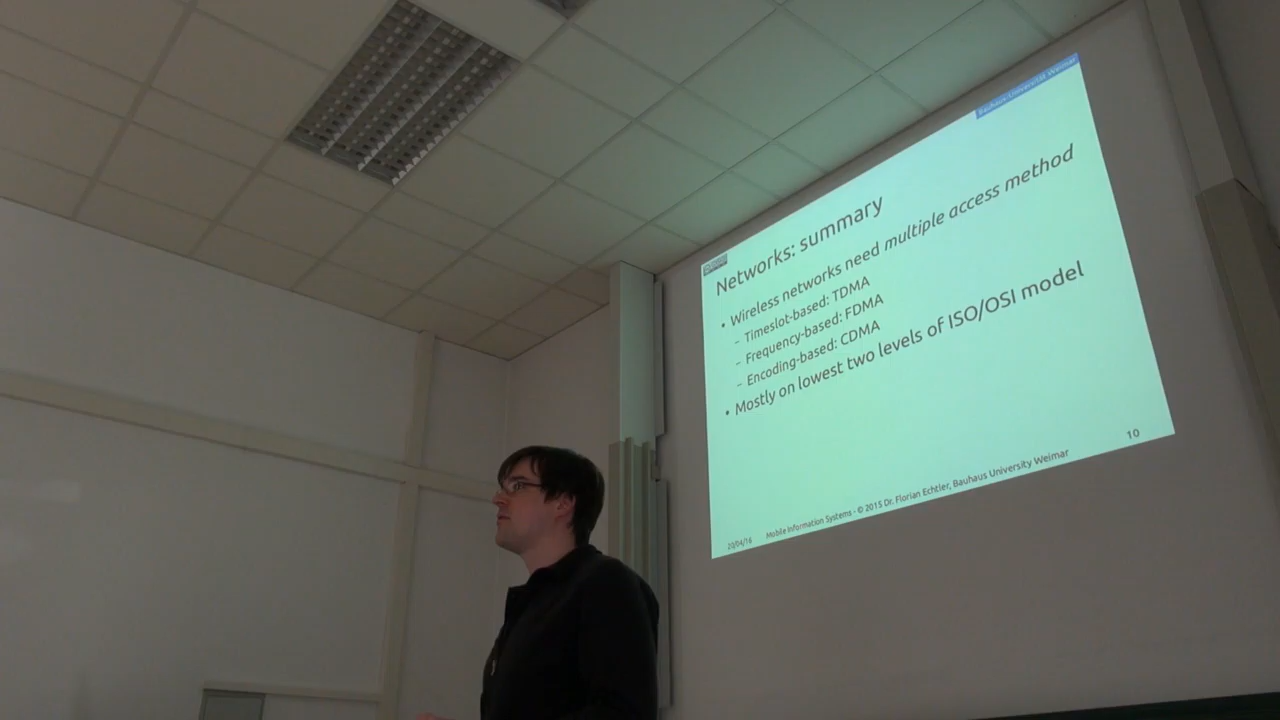 Bauhaus-Universität Weimar
Networks: summary
• Wireless networks need multiple access method
– Timeslot-based: TDMA
– Frequency-based: FDMA
– Encoding-based: CDMA
• Mostly on lowest two levels of ISO/OSI model
20/04/16 Mobile Information Systems - © 2015 Dr. Florian Echtler, Bauhaus University Weimar 10